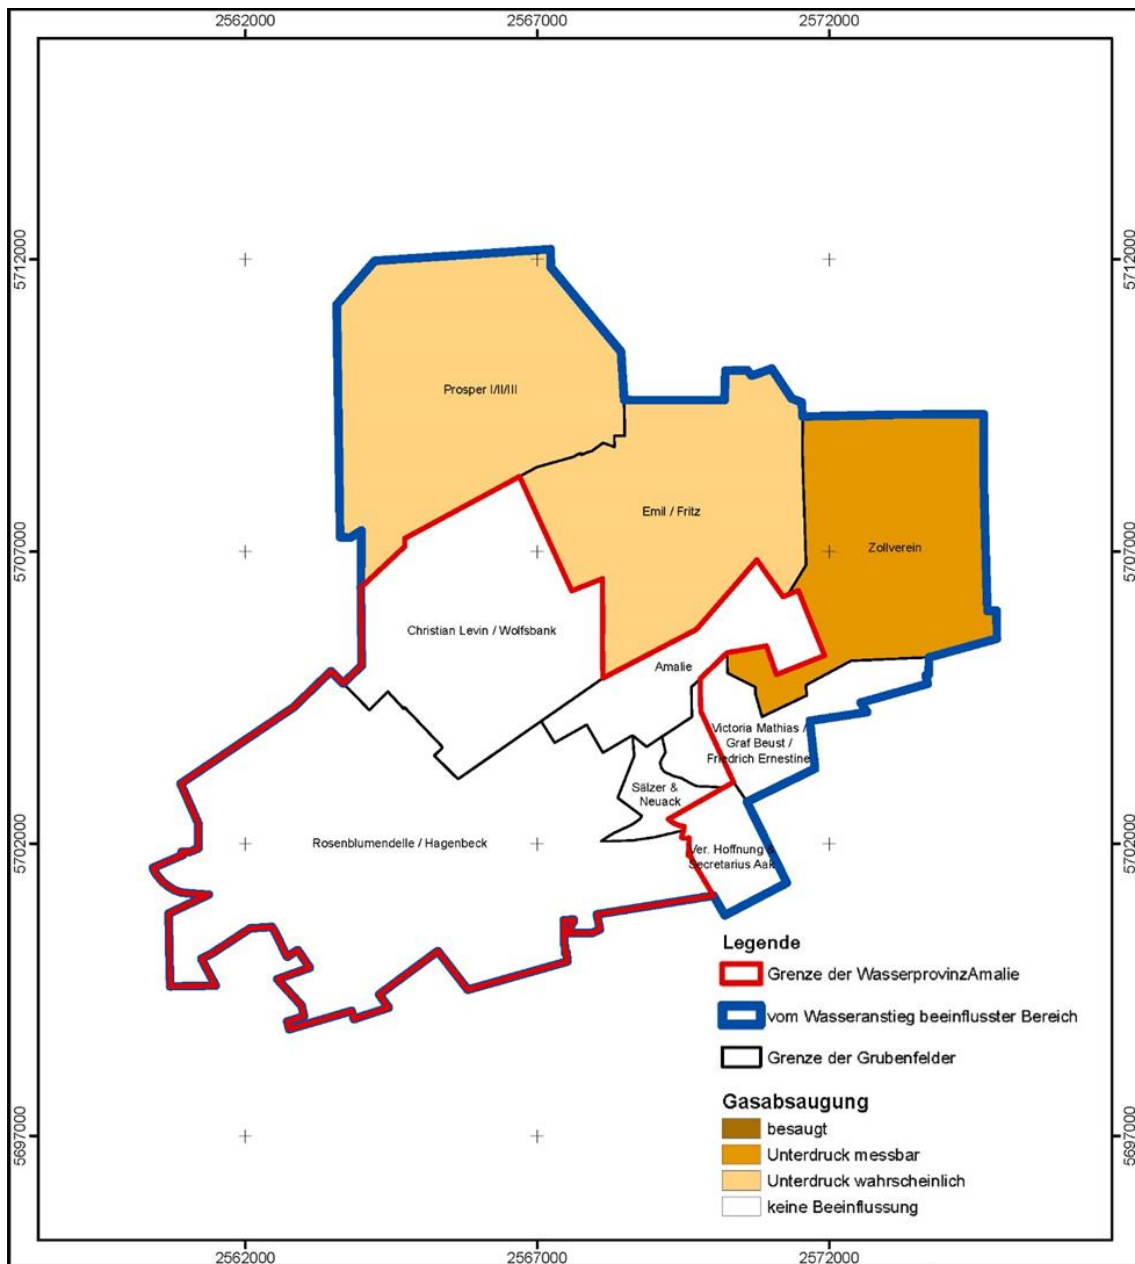 2562000
2567000
2572000
5712000
5712000
Prosper I/II/III
Emil / Fritz
5707000
Zollverein
5707000
Christian Levin / Wolfsbank
Amalie
Victoria Mathias /
Graf Beust /
Friedrich Ernestine
Sälzer &
Neuack
5702000
Rosenblumendelle / Hagenbeck
Ver. Hoffnung &
Secretarius Aak
5702000
Legende
Grenze der WasserprovinzAmalie
vom Wasseranstieg beeinflusster Bereich
Grenze der Grubenfelder
Gasabsaugung
besaugt
5697000
Unterdruck messbar
5697000
Unterdruck wahrscheinlich
keine Beeinflussung
2562000
2567000
2572000